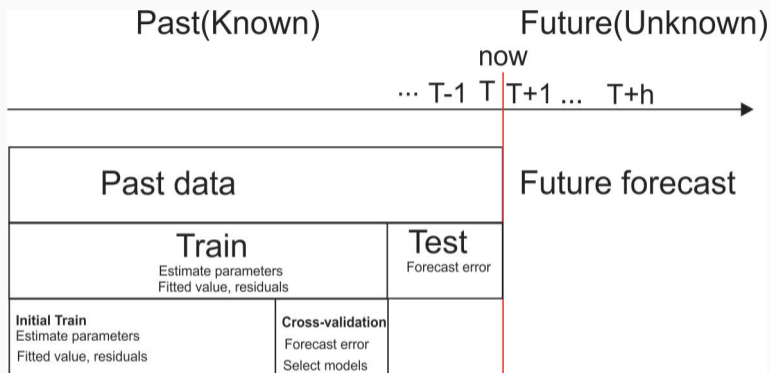 Past(Known) Future(Unknown)
now
... T-1 T T+1 ... T+h
Past data Future forecast
Train
Estimate parameters
Fitted value, residuals
Test
Forecast error
Initial Train
Estimate parameters
Fitted value, residuals
Cross-validation
Forecast error
Select models